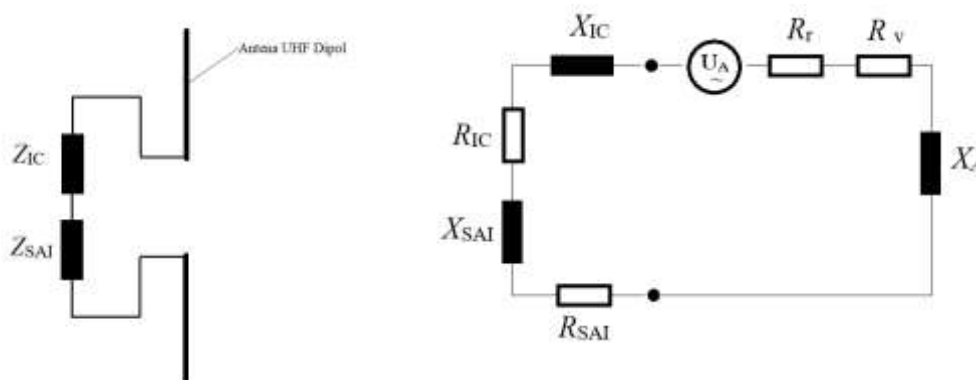 Antena UHF Dipol
Z_IC
Z_SAI
X_IC
U_A
~
R_r
R_v
R_IC
X_SAI
R_SAI